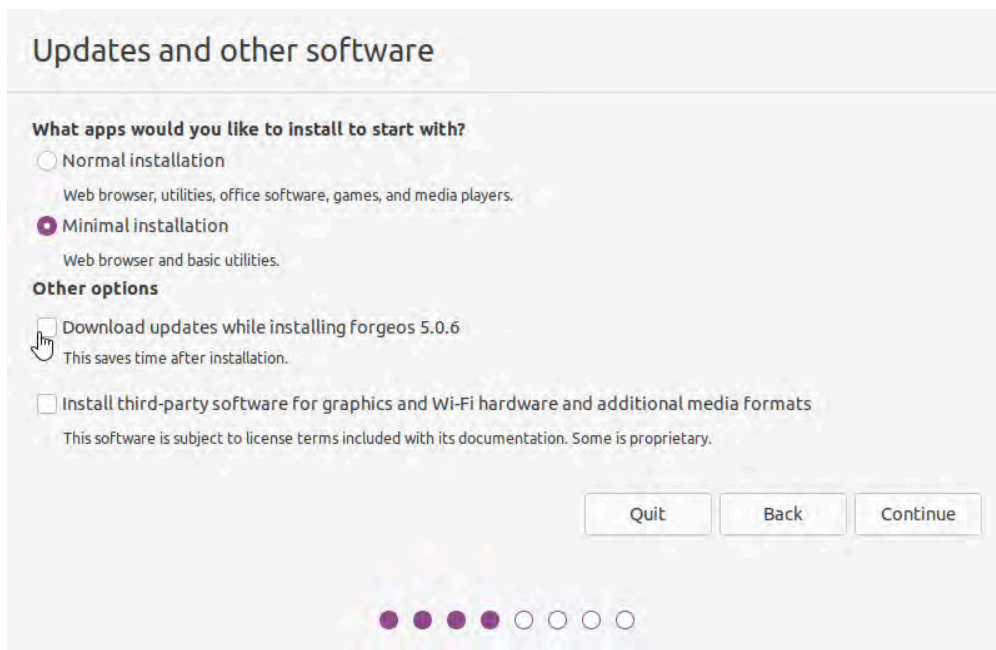 Updates and other software
What apps would you like to install to start with?
Normal installation
Web browser, utilities, office software, games, and media players.
Minimal installation
Web browser and basic utilities.
Other options
Download updates while installing forgeos 5.0.6
This saves time after installation.
Install third-party software for graphics and Wi-Fi hardware and additional media formats
This software is subject to license terms included with its documentation. Some is proprietary.
Quit Back Continue